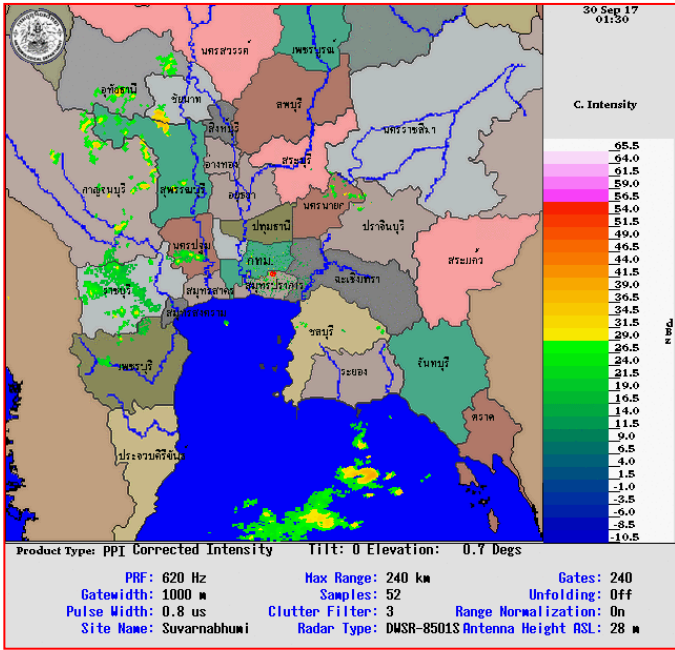 30 Sep 17
01:30
C. Intensity
นครสวรรค์
เพชรบูรณ์
อุทัยธานี
ชัยนาท
ลพบุรี
สิงหบุรี
นครราชสีมา
อ่างทอง
สระบุรี
กาญจนบุรี
สุพรรณบุรี
อยุธยา
นครนายก
ปราจีนบุรี
ปทุมธานี
นครปฐม
กทม.
สระแก้ว
ฉะเชิงเทรา
ราชบุรี
สมุทรสาคร
สมุทรปราการ
สมุทรสงคราม
ชลบุรี
เพชรบุรี
ระยอง
จันทบุรี
ตราด
ประจวบคีรีขันธ์
65.5
64.0
61.5
59.0
56.5
54.0
51.5
49.0
46.5
44.0
41.5
39.0
36.5
34.0
31.5
29.0
26.5
24.0
21.5
19.0
16.5
14.0
11.5
9.0
6.5
4.0
1.5
-1.0
-3.5
-6.0
-8.5
-10.5
Product Type: PPI Corrected Intensity Tilt: 0 Elevation: 0.7 Degs
PRF: 620 Hz Max Range: 240 km Gates: 240
Gatewidth: 1000 m Samples: 52 Unfolding: Off
Pulse Width: 0.8 us Clutter Filter: 3 Range Normalization: On
Site Name: Suvarnabhumi Radar Type: DWSR-8501S Antenna Height ASL: 28 m